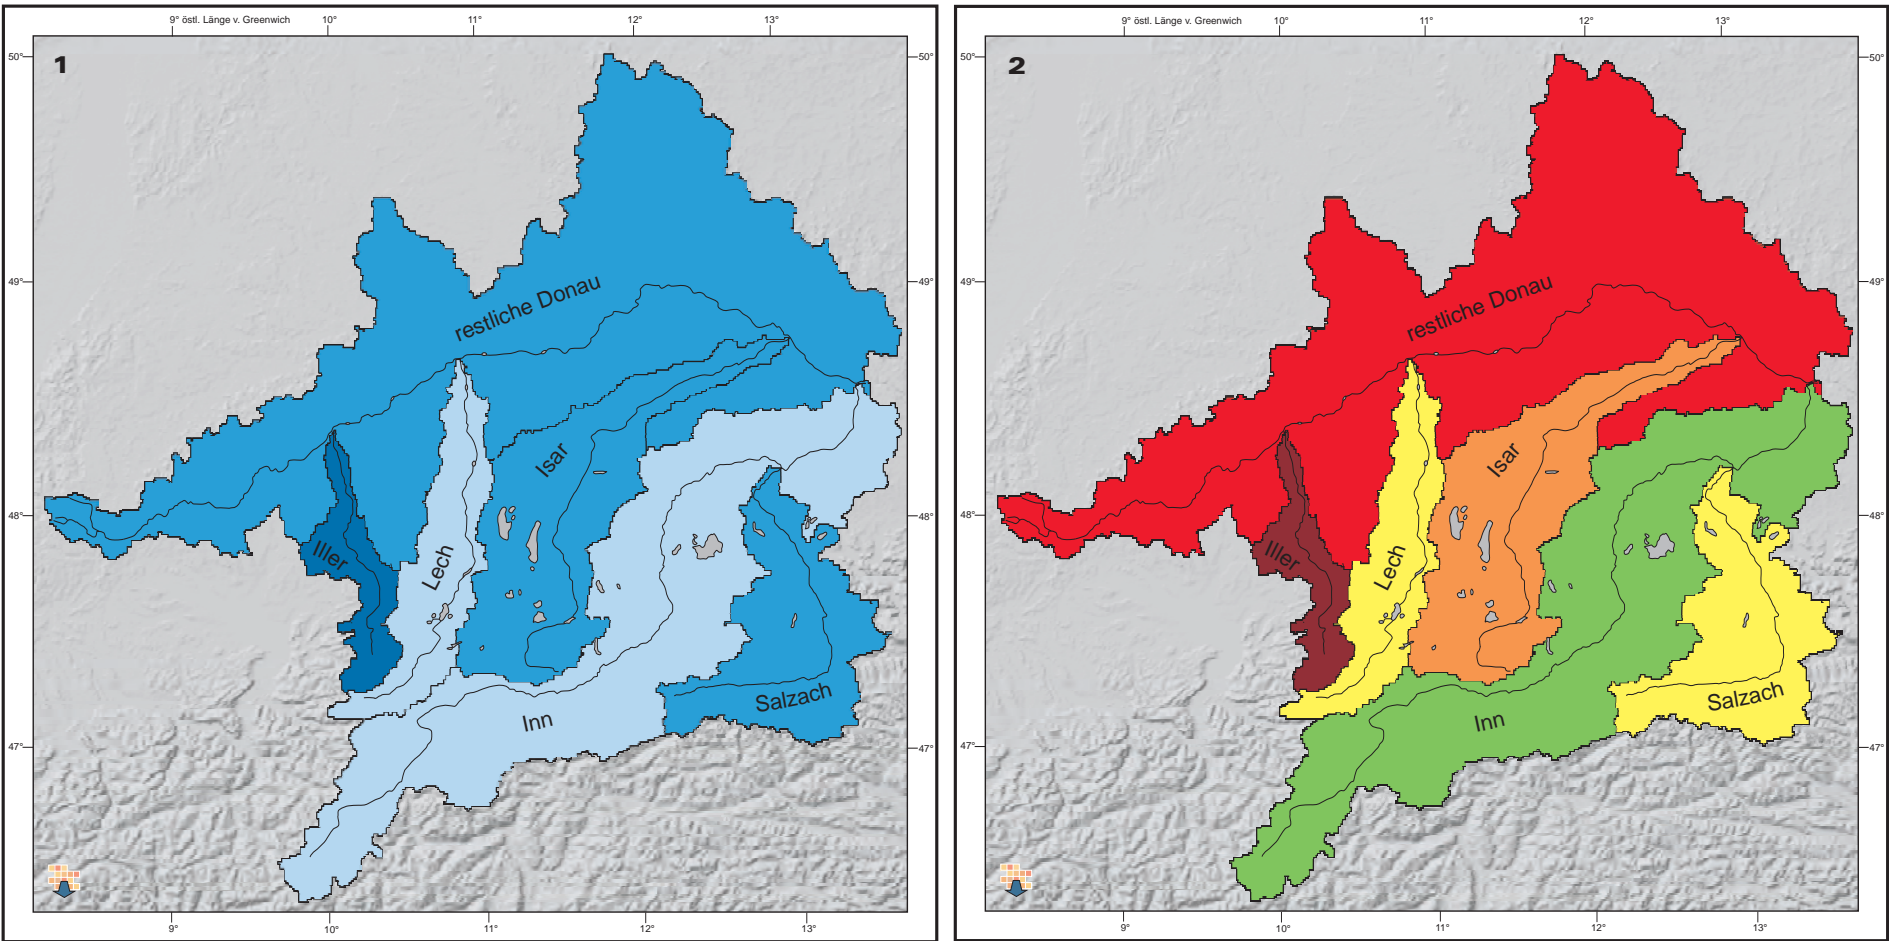 9° östl. Länge v. Greenwich 10° 11° 12° 13°
50° 50°
1
restliche Donau
49° 49°
Isar
48° 48°
Iller
Lech
Salzach
Inn
47° 47°
9° 10° 11° 12° 13°
9° östl. Länge v. Greenwich 10° 11° 12° 13°
50° 50°
2
restliche Donau
49° 49°
Isar
48° 48°
Iller
Lech
Salzach
Inn
47° 47°
9° 10° 11° 12° 13°